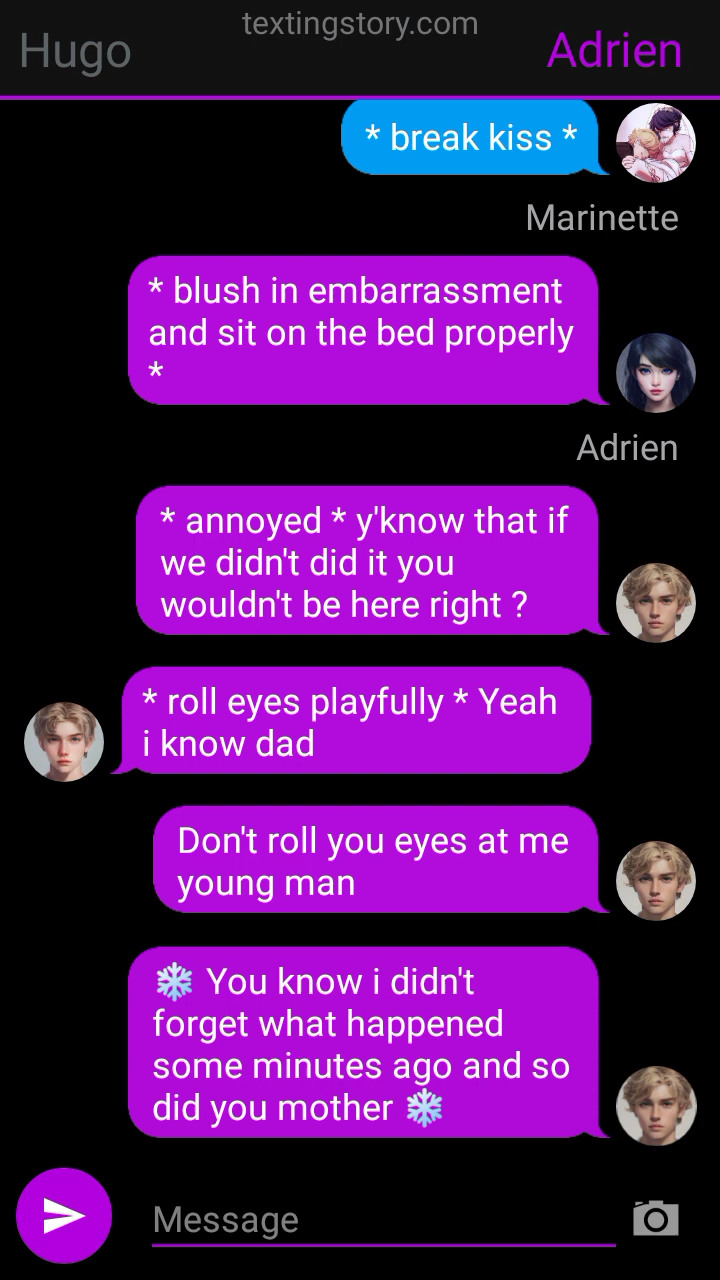 textingstory.com
Hugo
Adrien
* break kiss *
Marinette
* blush in embarrassment
and sit on the bed properly
*
Adrien
* annoyed * y'know that if
we didn't did it you
wouldn't be here right ?
* roll eyes playfully * Yeah
i know dad
Don't roll you eyes at me
young man
❄️ You know i didn't
forget what happened
some minutes ago and so
did you mother ❄️
Message